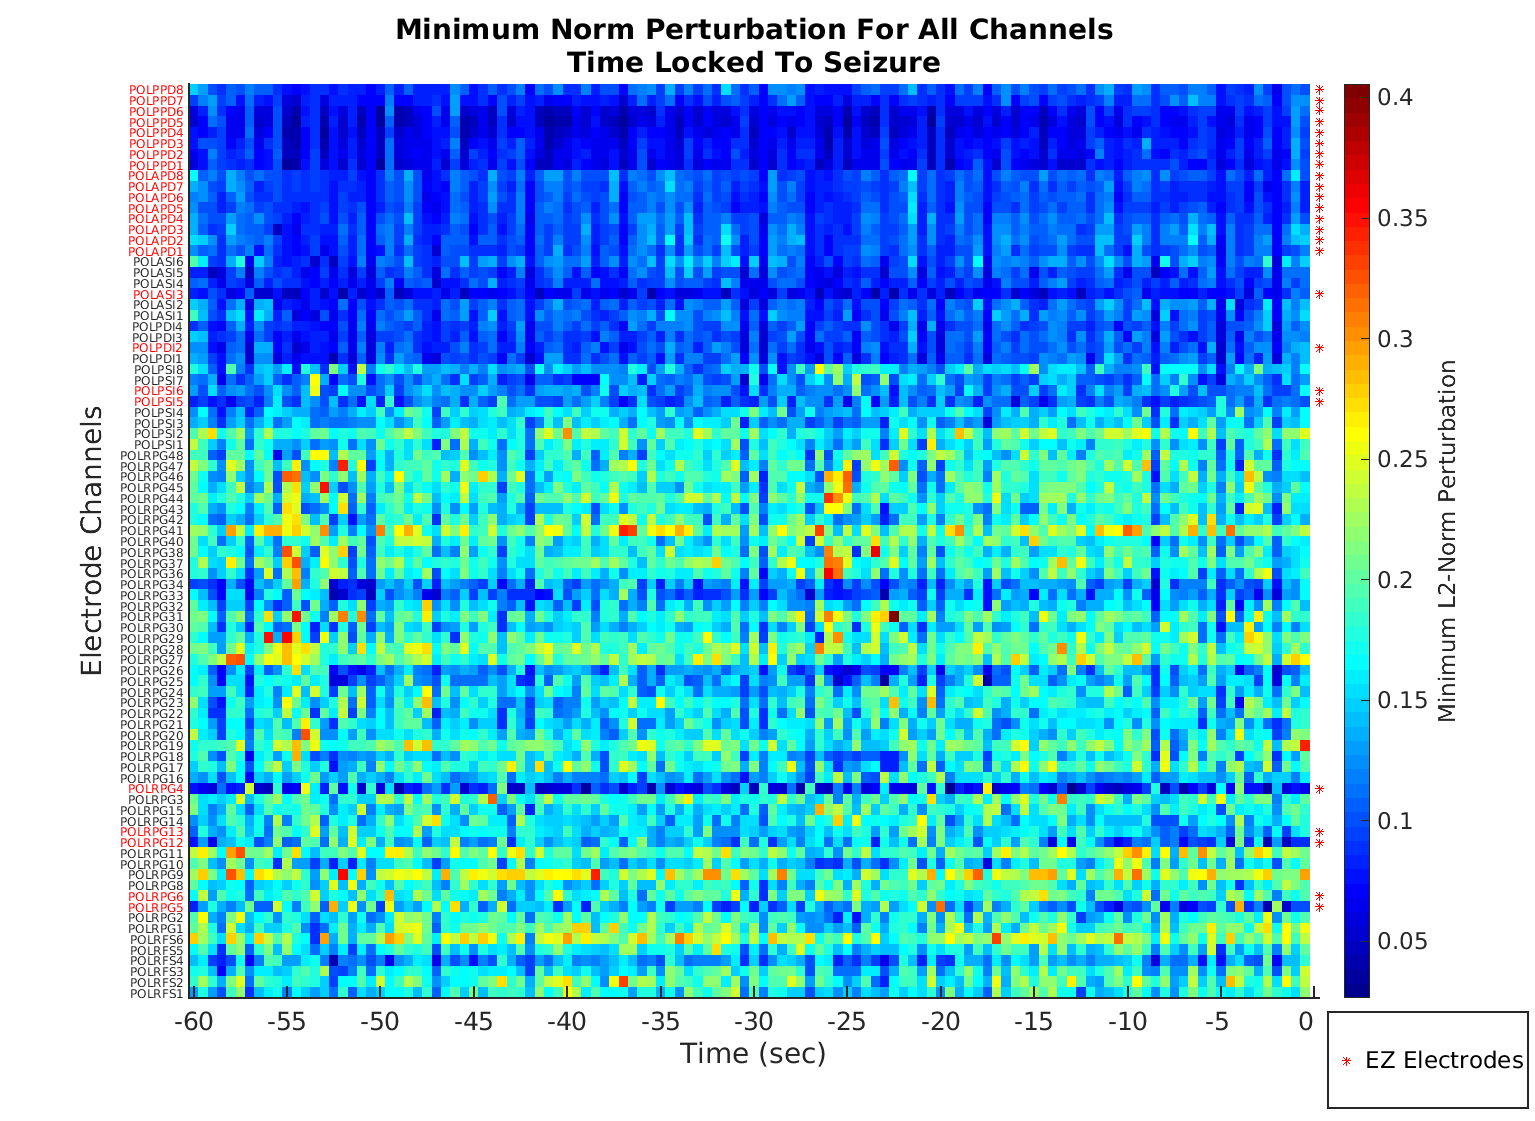 Minimum Norm Perturbation For All Channels
Time Locked To Seizure
Electrode Channels
POLPPD8
POLPPD7
POLPPD6
POLPPD5
POLPPD4
POLPPD3
POLPPD2
POLPPD1
POLAPD8
POLAPD7
POLAPD6
POLAPD5
POLAPD4
POLAPD3
POLAPD2
POLAPD1
POLASI6
POLASI5
POLASI4
POLASI3
POLASI2
POLASI1
POLPDI4
POLPDI3
POLPDI2
POLPDI1
POLPSI8
POLPSI7
POLPSI6
POLPSI5
POLPSI4
POLPSI3
POLPSI2
POLPSI1
POLRPG48
POLRPG47
POLRPG46
POLRPG45
POLRPG44
POLRPG43
POLRPG42
POLRPG41
POLRPG40
POLRPG38
POLRPG37
POLRPG36
POLRPG34
POLRPG33
POLRPG32
POLRPG31
POLRPG30
POLRPG29
POLRPG28
POLRPG27
POLRPG26
POLRPG25
POLRPG24
POLRPG23
POLRPG22
POLRPG21
POLRPG20
POLRPG19
POLRPG18
POLRPG17
POLRPG16
POLRPG4
POLRPG3
POLRPG15
POLRPG14
POLRPG13
POLRPG12
POLRPG11
POLRPG10
POLRPG9
POLRPG8
POLRPG6
POLRPG5
POLRPG2
POLRPG1
POLRFS6
POLRFS5
POLRFS4
POLRFS3
POLRFS2
POLRFS1
-60 -55 -50 -45 -40 -35 -30 -25 -20 -15 -10 -5 0
Time (sec)
0.4
0.35
0.3
0.25
0.2
0.15
0.1
0.05
Minimum L2-Norm Perturbation
EZ Electrodes